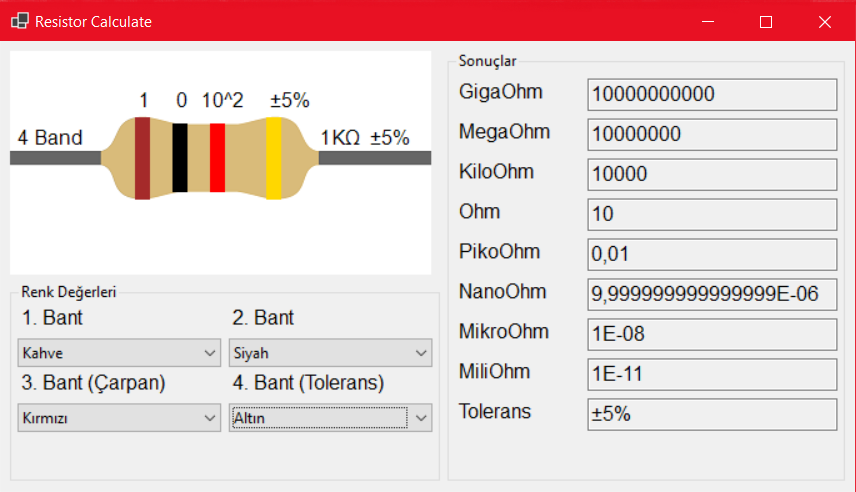 Resistor Calculate
1 0 10^2 ±5%
4 Band 1KΩ ±5%
Renk Değerleri
1. Bant 2. Bant
Kahve Siyah
3. Bant (Çarpan) 4. Bant (Tolerans)
Kırmızı Altın
Sonuçlar
GigaOhm 10000000000
MegaOhm 10000000
KiloOhm 10000
Ohm 10
PikoOhm 0,01
NanoOhm 9,999999999999999E-06
MikroOhm 1E-08
MiliOhm 1E-11
Tolerans ±5%